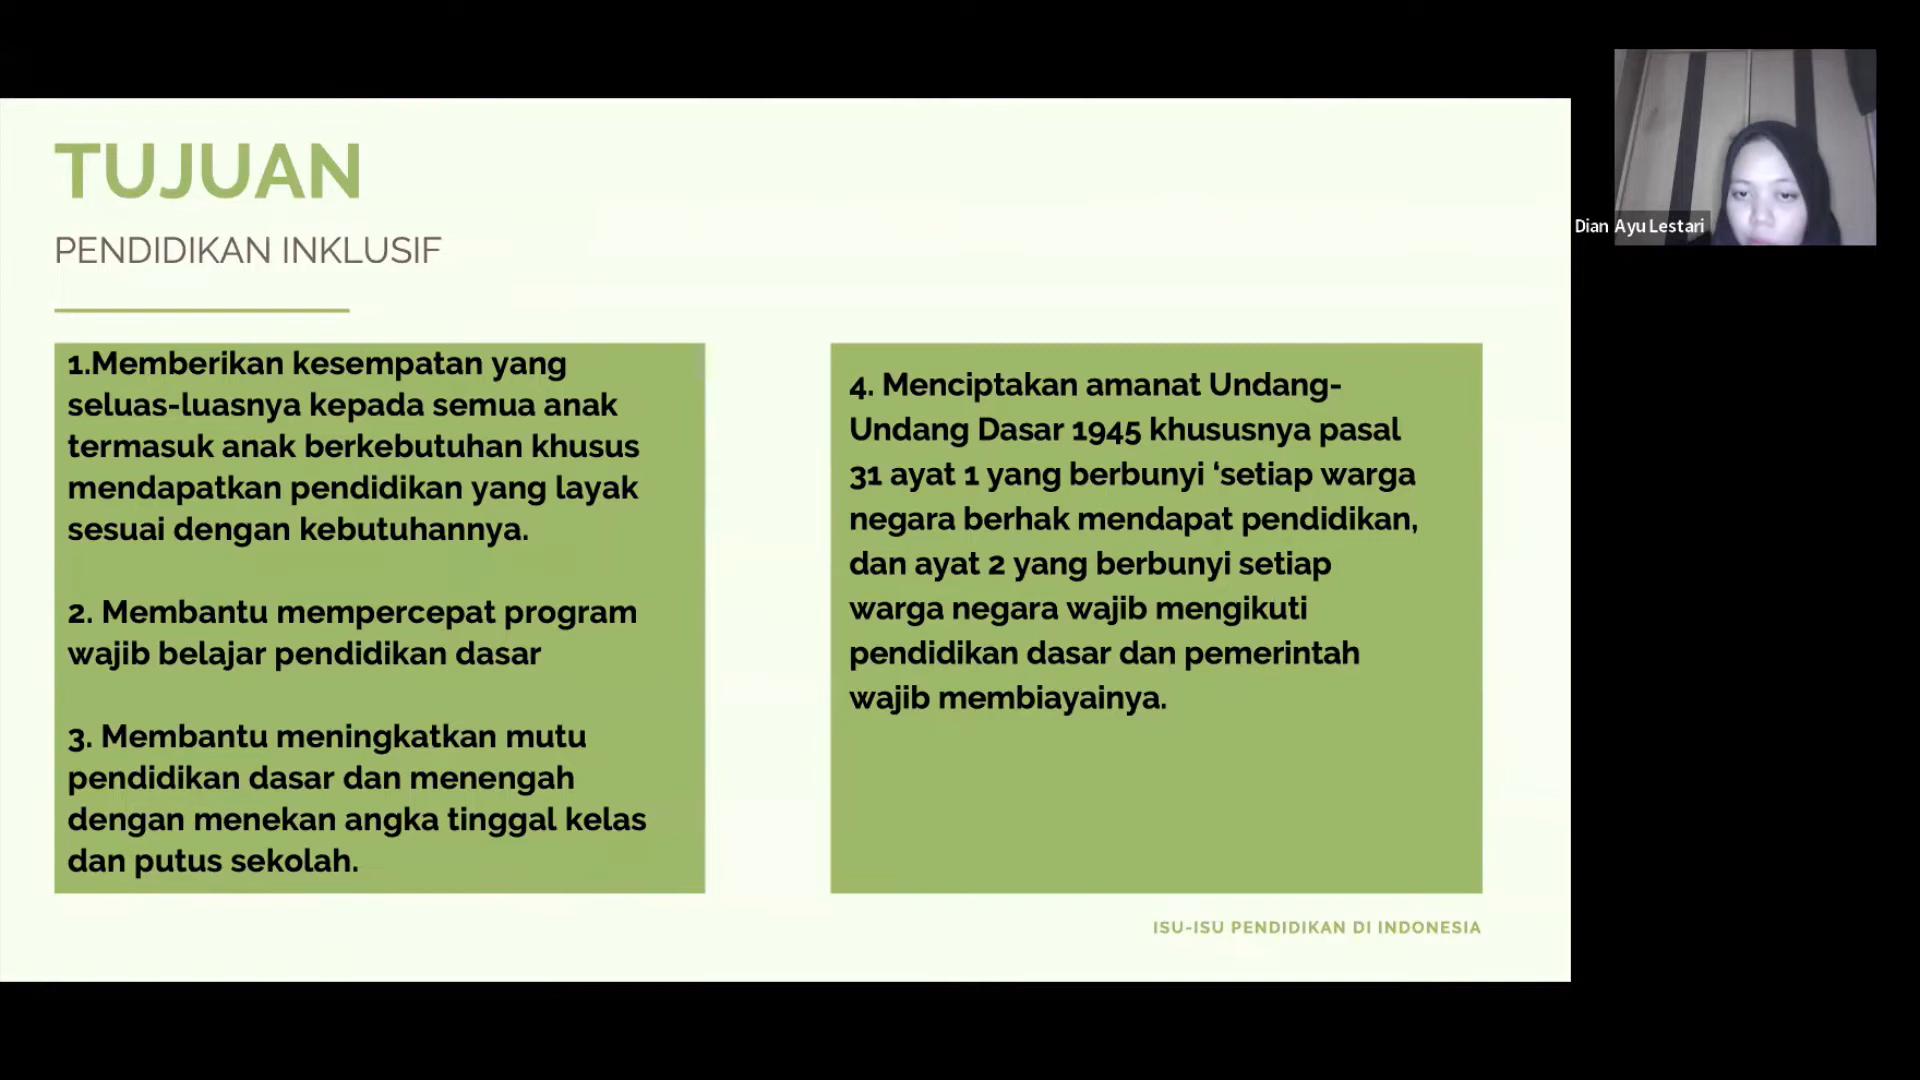 TUJUAN
PENDIDIKAN INKLUSIF
1.Memberikan kesempatan yang
seluas-luasnya kepada semua anak
termasuk anak berkebutuhan khusus
mendapatkan pendidikan yang layak
sesuai dengan kebutuhannya.
2. Membantu mempercepat program
wajib belajar pendidikan dasar
3. Membantu meningkatkan mutu
pendidikan dasar dan menengah
dengan menekan angka tinggal kelas
dan putus sekolah.
4. Menciptakan amanat Undang-
Undang Dasar 1945 khususnya pasal
31 ayat 1 yang berbunyi ‘setiap warga
negara berhak mendapat pendidikan,
dan ayat 2 yang berbunyi setiap
warga negara wajib mengikuti
pendidikan dasar dan pemerintah
wajib membiayainya.
ISU-ISU PENDIDIKAN DI INDONESIA
Dian Ayu Lestari